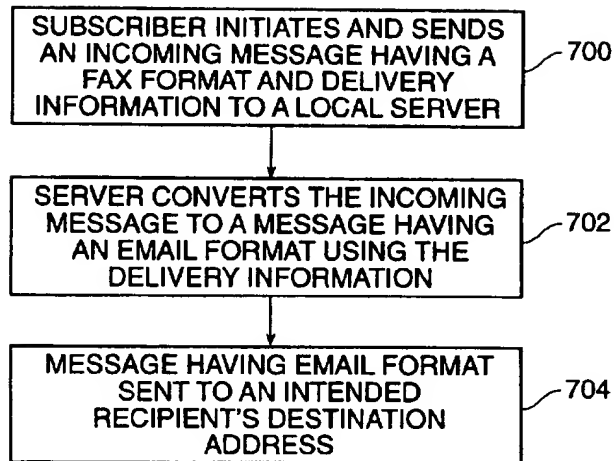 SUBSCRIBER INITIATES AND SENDS
AN INCOMING MESSAGE HAVING A
FAX FORMAT AND DELIVERY
INFORMATION TO A LOCAL SERVER
700
SERVER CONVERTS THE INCOMING
MESSAGE TO A MESSAGE HAVING
AN EMAIL FORMAT USING THE
DELIVERY INFORMATION
702
MESSAGE HAVING EMAIL FORMAT
SENT TO AN INTENDED
RECIPIENT'S DESTINATION
ADDRESS
704